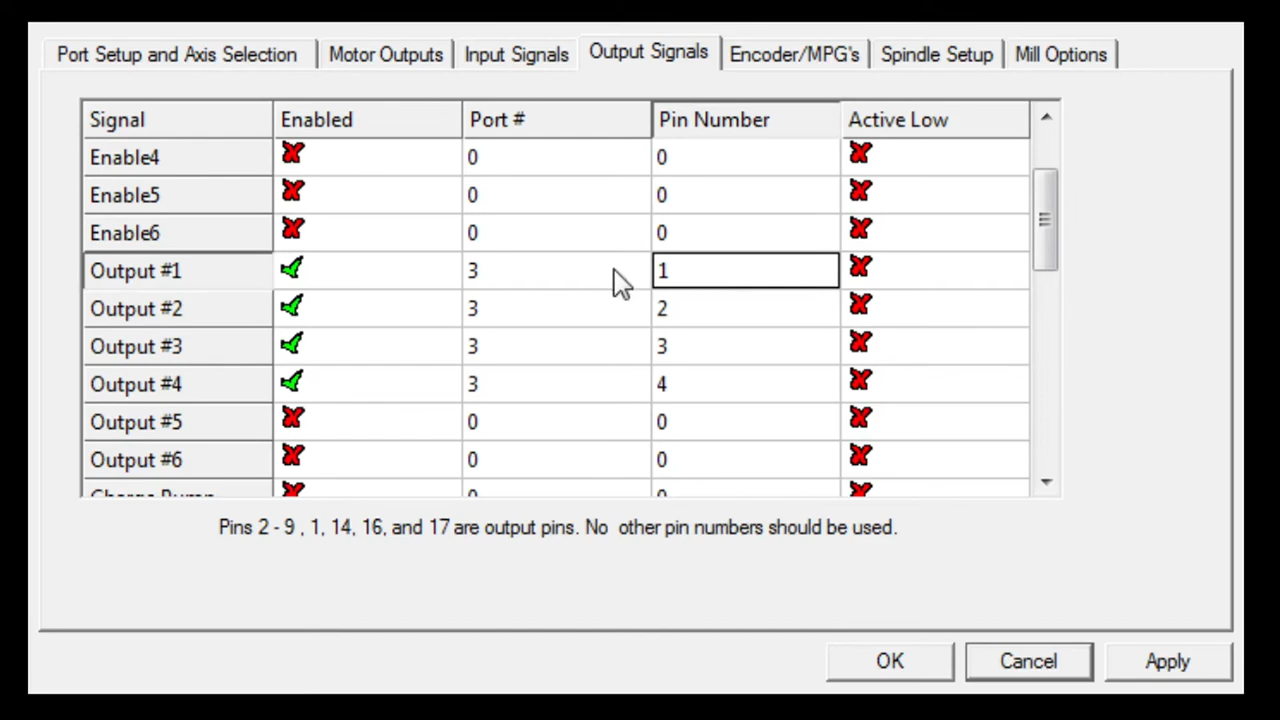 Port Setup and Axis Selection Motor Outputs Input Signals Output Signals Encoder/MPG's Spindle Setup Mill Options
Signal Enabled Port # Pin Number Active Low
Enable4 0 0
Enable5 0 0
Enable6 0 0
Output #1 3 1
Output #2 3 2
Output #3 3 3
Output #4 3 4
Output #5 0 0
Output #6 0 0
Charge Pump 0 0
Pins 2 - 9 , 1, 14, 16, and 17 are output pins. No other pin numbers should be used.
OK Cancel Apply